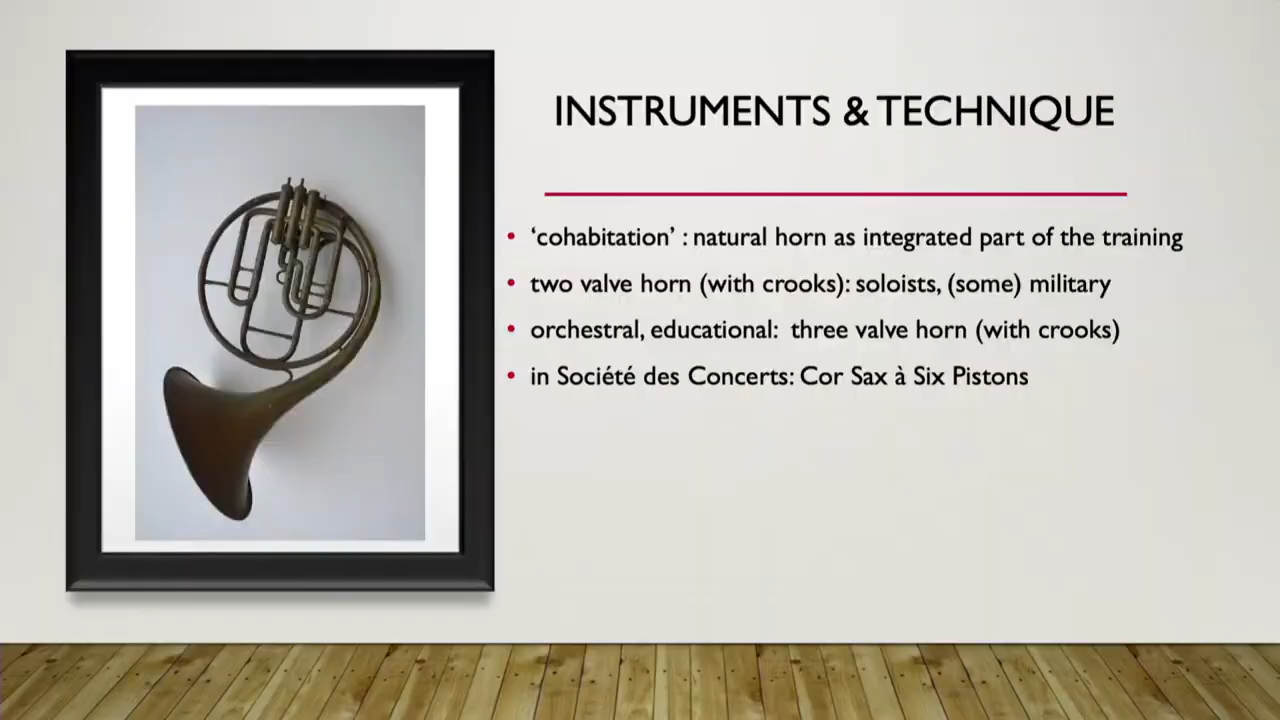 INSTRUMENTS & TECHNIQUE
• ‘cohabitation’ : natural horn as integrated part of the training
• two valve horn (with crooks): soloists, (some) military
• orchestral, educational: three valve horn (with crooks)
• in Société des Concerts: Cor Sax à Six Pistons